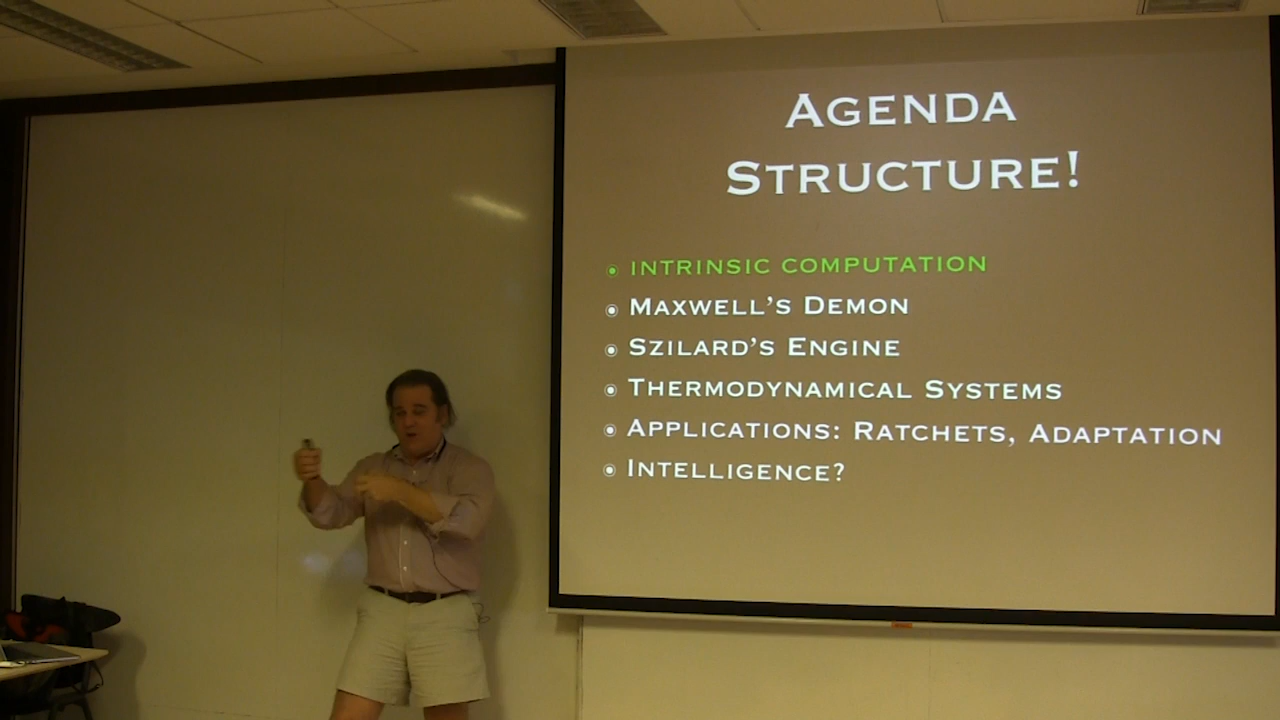 AGENDA
STRUCTURE!
INTRINSIC COMPUTATION
MAXWELL'S DEMON
SZILARD'S ENGINE
THERMODYNAMICAL SYSTEMS
APPLICATIONS: RATCHETS, ADAPTATION
INTELLIGENCE?